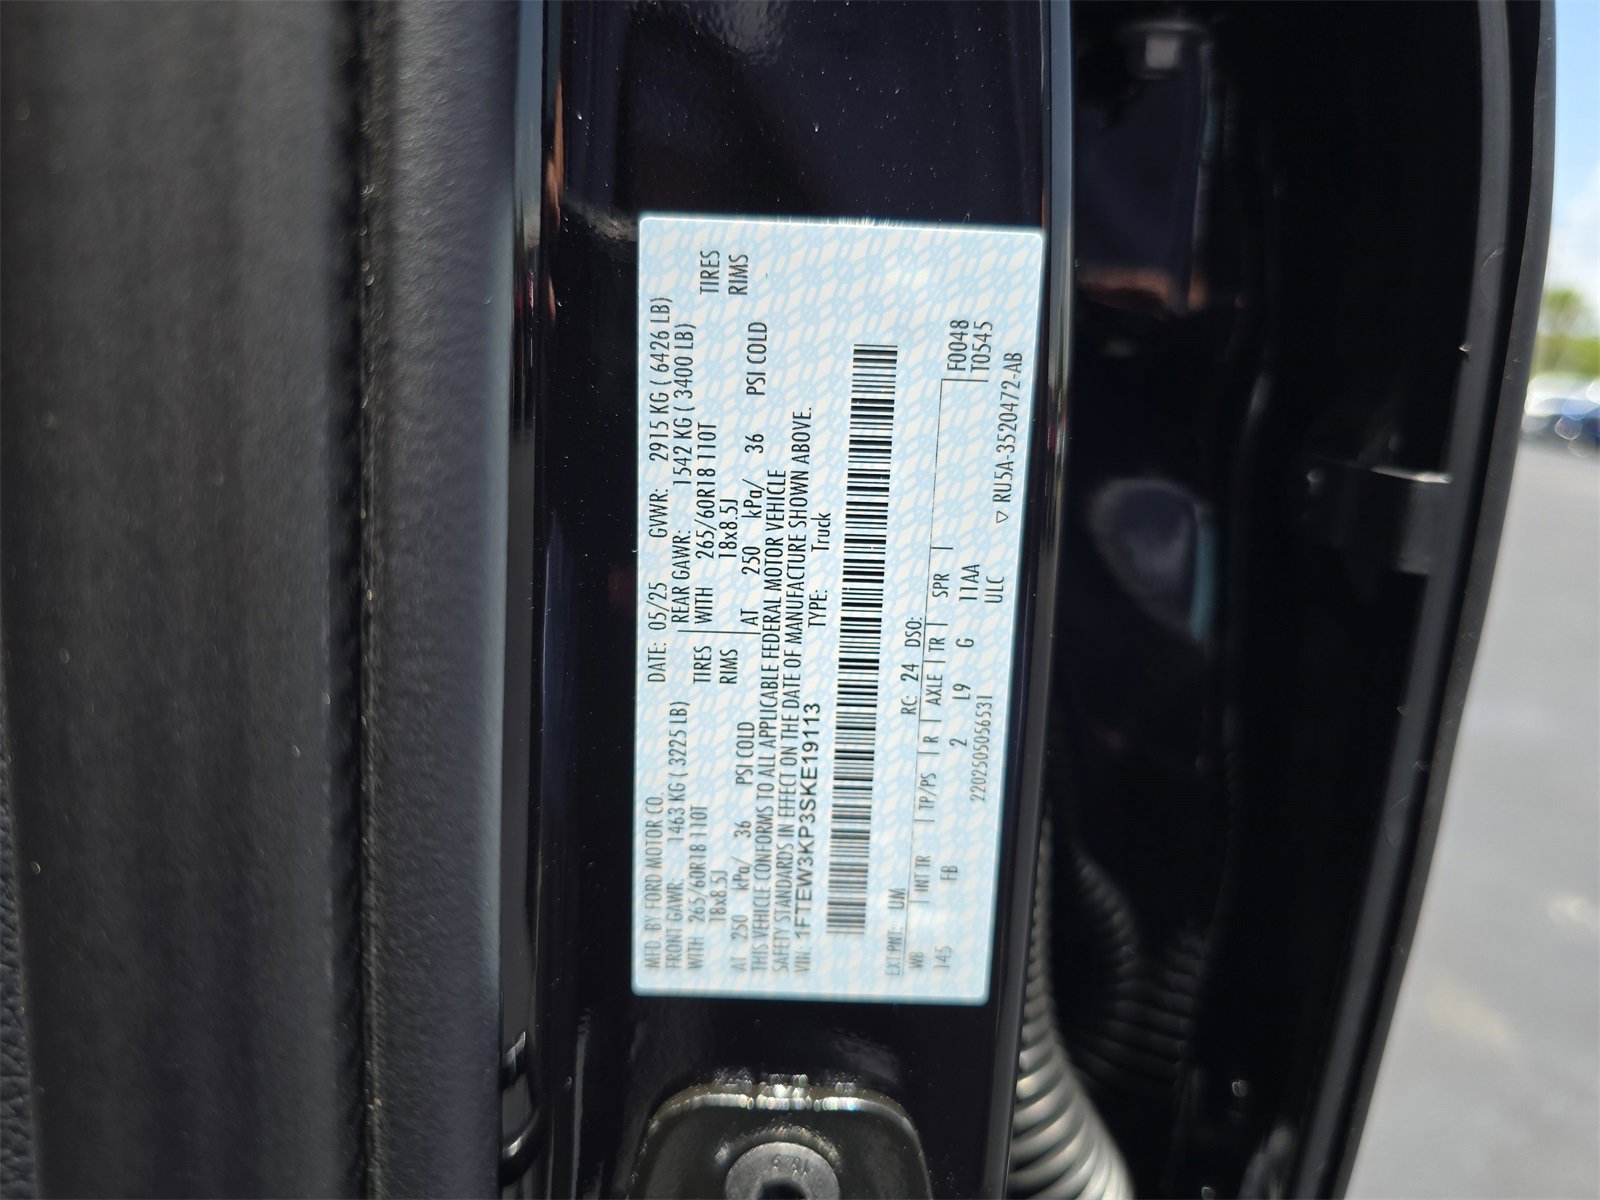 MFD. BY FORD MOTOR CO. DATE: 05/25 GVWR: 2915 KG ( 6426 LB)
FRONT GAWR: 1463 KG ( 3225 LB) REAR GAWR: 1542 KG ( 3400 LB)
WITH 265/60R18 110T TIRES WITH 265/60R18 110T TIRES
18x8.5J RIMS 18x8.5J RIMS
AT 250 kPa/ 36 PSI COLD AT 250 kPa/ 36 PSI COLD
THIS VEHICLE CONFORMS TO ALL APPLICABLE FEDERAL MOTOR VEHICLE
SAFETY STANDARDS IN EFFECT ON THE DATE OF MANUFACTURE SHOWN ABOVE.
VIN: 1FTEW3KP3SKE19113 TYPE: Truck
EXT PNT: UM RC: 24 DSO:
WB INT TR TP/PS R AXLE TR SPR F0048
145 FB 2 L9 G 11AA T0545
220250505653 1 ULC
▽ RU5A-3520472-AB